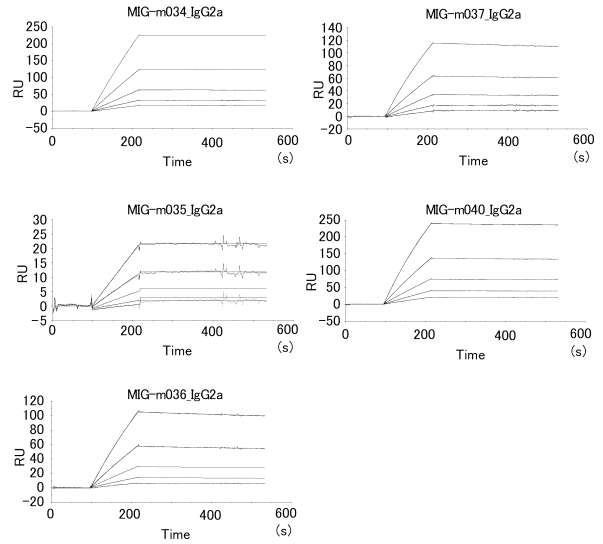 MIG-m034_IgG2a
250
200
150
100
50
0
−50
RU
0 200 400 600
Time (s)
MIG-m037_IgG2a
140
120
100
80
60
40
20
0
−20
RU
0 200 400 600
Time (s)
MIG-m035_IgG2a
30
25
20
15
10
5
0
−5
RU
0 200 400 600
Time (s)
MIG-m040_IgG2a
250
200
150
100
50
0
−50
RU
0 200 400 600
Time (s)
MIG-m036_IgG2a
120
100
80
60
40
20
0
−20
RU
0 200 400 600
Time (s)